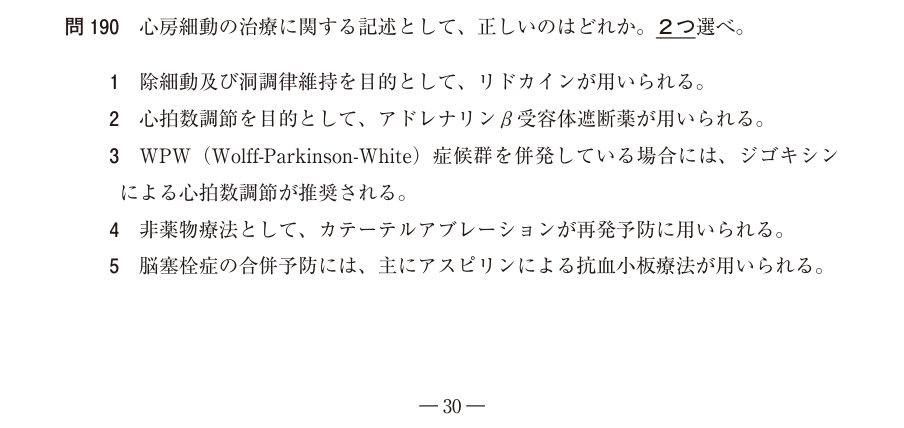 問 190　心房細動の治療に関する記述として、正しいのはどれか。２つ選べ。
1　除細動及び洞調律維持を目的として、リドカインが用いられる。
2　心拍数調節を目的として、アドレナリンβ受容体遮断薬が用いられる。
3　WPW（Wolff-Parkinson-White）症候群を併発している場合には、ジゴキシン
による心拍数調節が推奨される。
4　非薬物療法として、カテーテルアブレーションが再発予防に用いられる。
5　脳塞栓症の合併予防には、主にアスピリンによる抗血小板療法が用いられる。
― 30 ―